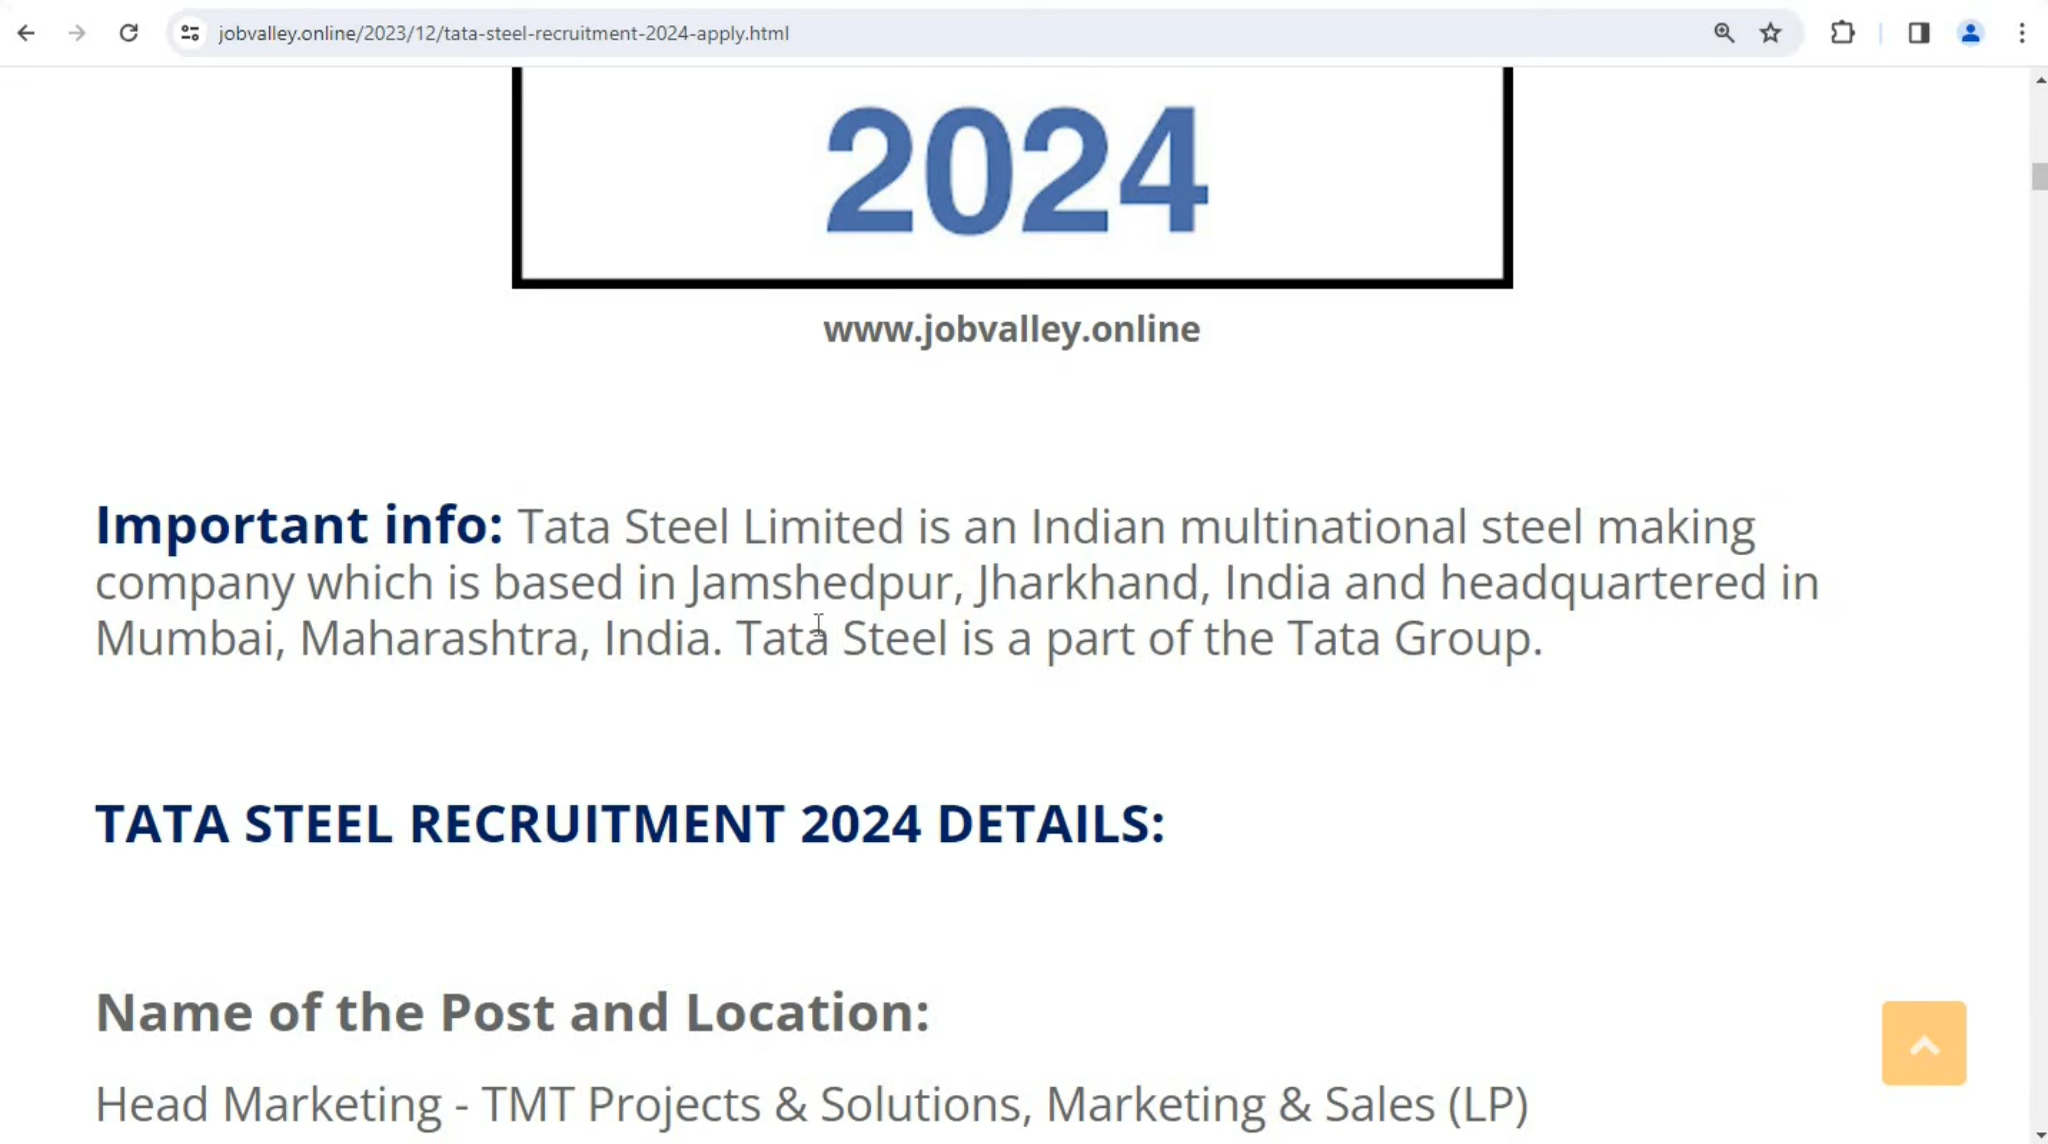 jobvalley.online/2023/12/tata-steel-recruitment-2024-apply.html
2024
www.jobvalley.online
Important info: Tata Steel Limited is an Indian multinational steel making
company which is based in Jamshedpur, Jharkhand, India and headquartered in
Mumbai, Maharashtra, India. Tata Steel is a part of the Tata Group.
TATA STEEL RECRUITMENT 2024 DETAILS:
Name of the Post and Location:
Head Marketing - TMT Projects & Solutions, Marketing & Sales (LP)